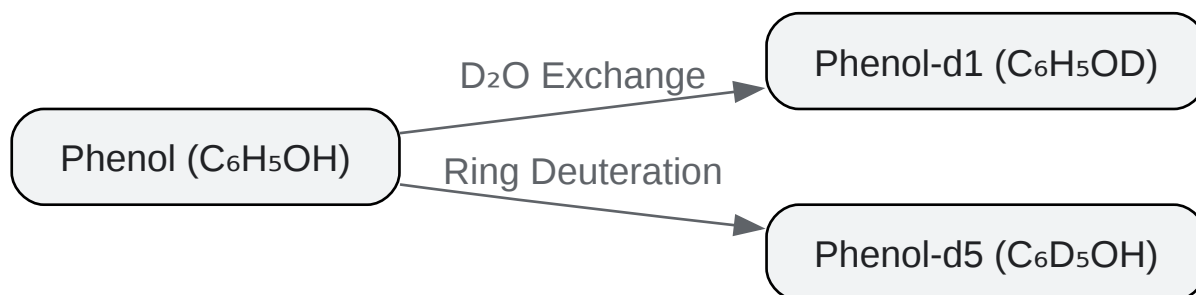 Phenol (C₆H₅OH)
D₂O Exchange
Ring Deuteration
Phenol-d1 (C₆H₅OD)
Phenol-d5 (C₆D₅OH)